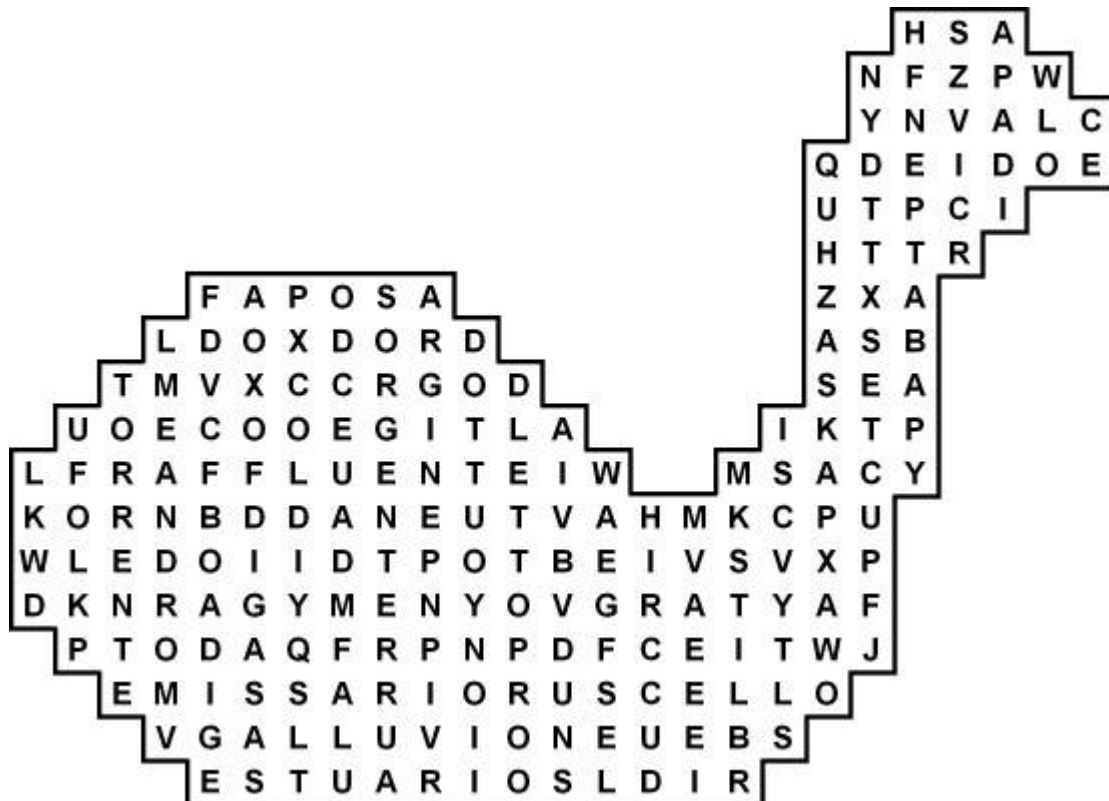 H S A
N F Z P W
Y N V A L C
Q D E I D O E
U T P C I
H T T R
F A P O S A Z X A
L D O X D O R D A S B
T M V X C C R G O D S E A
U O E C O O E G I T L A I K T P
L F R A F F L U E N T E I W M S A C Y
K O R N B D D A N E U T V A H M K C P U
W L E D O I I D T P O T B E I V S V X P
D K N R A G Y M E N Y O V G R A T Y A F
P T O D A Q F R P N P D F C E I T W J
E M I S S A R I O R U S C E L L O
V G A L L U V I O N E U E B S
E S T U A R I O S L D I R